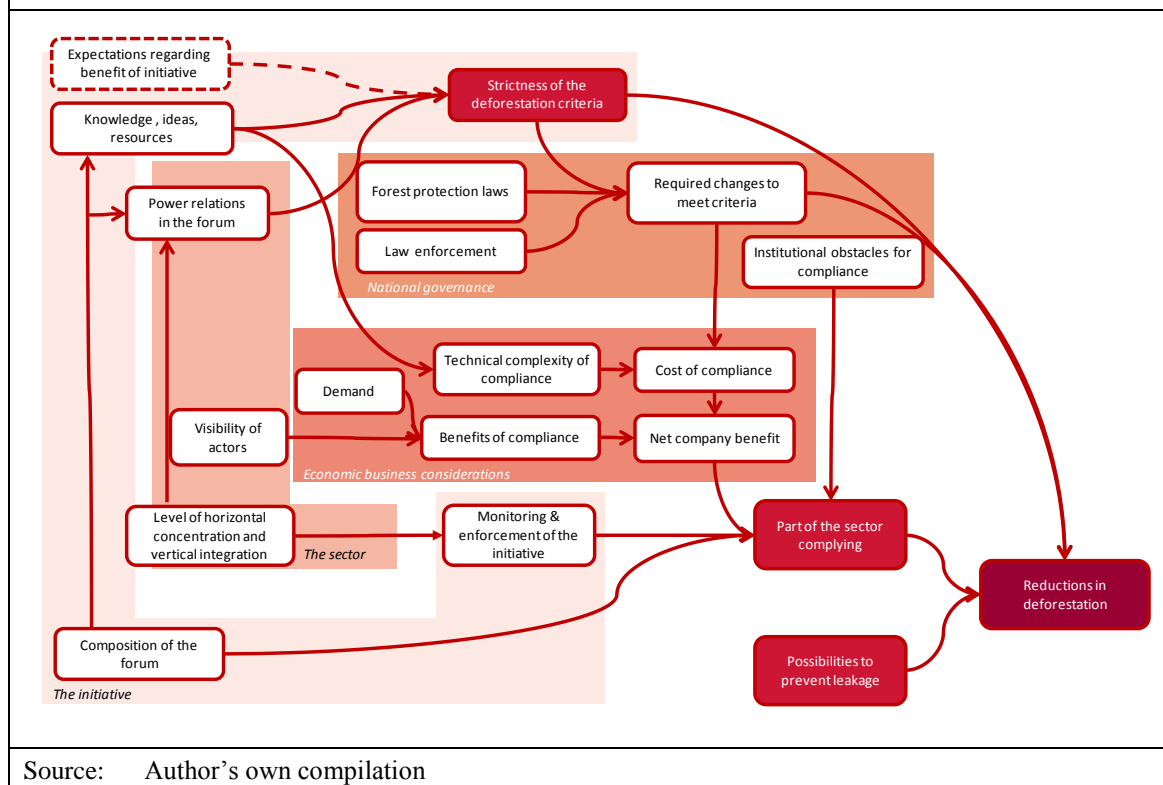 Expectations regarding
benefit of initiative
Strictness of the
deforestation criteria
Knowledge , ideas,
resources
Forest protection laws
Required changes to
meet criteria
Power relations
in the forum
Law enforcement
Institutional obstacles for
compliance
National governance
Technical complexity of
compliance
Cost of compliance
Demand
Visibility of
actors
Benefits of compliance
Net company benefit
Economic business considerations
Level of horizontal
concentration and
vertical integration
The sector
Monitoring &
enforcement of the
initiative
Part of the sector
complying
Reductions in
deforestation
Composition of the
forum
Possibilities to
prevent leakage
The initiative
Source: Author's own compilation